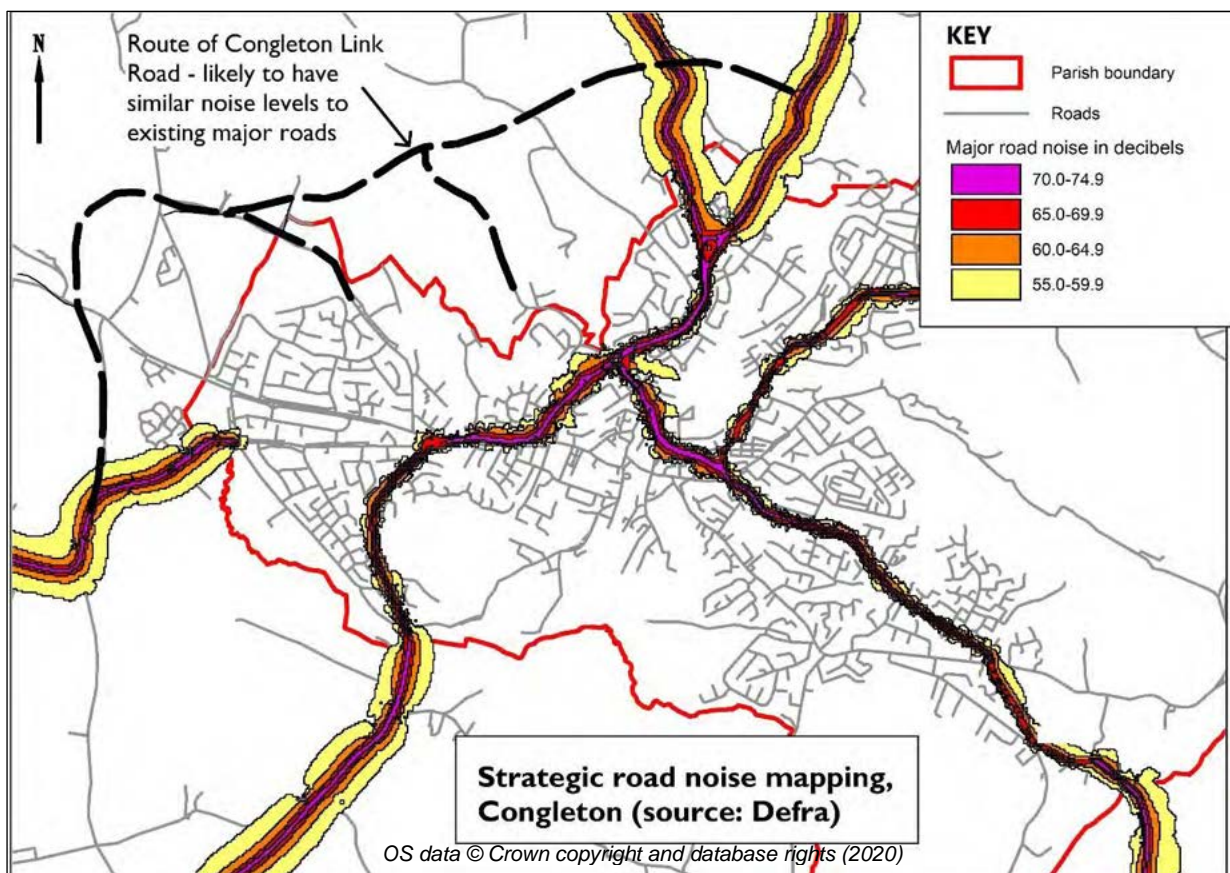 N
Route of Congleton Link
Road - likely to have
similar noise levels to
existing major roads
KEY
Parish boundary
Roads
Major road noise in decibels
70.0-74.9
65.0-69.9
60.0-64.9
55.0-59.9
Strategic road noise mapping,
Congleton (source: Defra)
OS data © Crown copyright and database rights (2020)